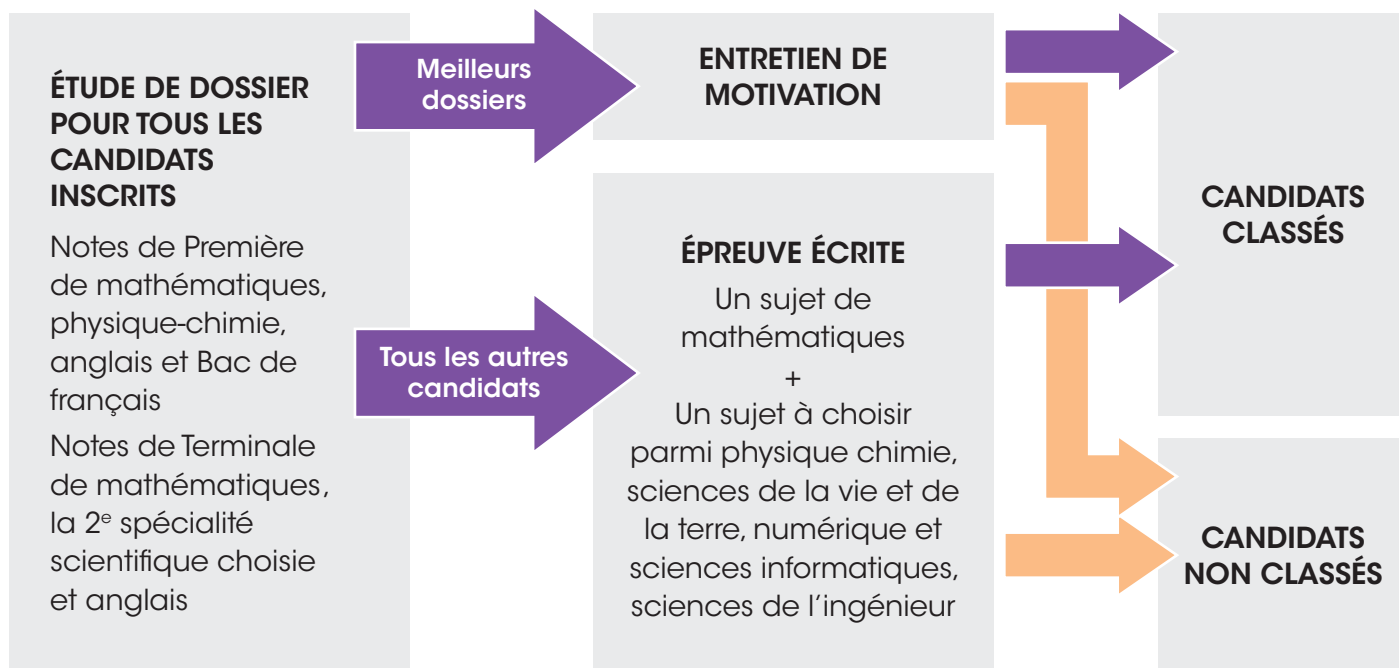 ÉTUDE DE DOSSIER
POUR TOUS LES
CANDIDATS
INSCRITS
Notes de Première
de mathématiques,
physique-chimie,
anglais et Bac de
français
Notes de Terminale
de mathématiques,
la 2e spécialité
scientifique choisie
et anglais
Meilleurs
dossiers
Tous les autres
candidats
ENTRETIEN DE
MOTIVATION
ÉPREUVE ÉCRITE
Un sujet de
mathématiques
+
Un sujet à choisir
parmi physique chimie,
sciences de la vie et de
la terre, numérique et
sciences informatiques,
sciences de l'ingénieur
CANDIDATS
CLASSÉS
CANDIDATS
NON CLASSÉS